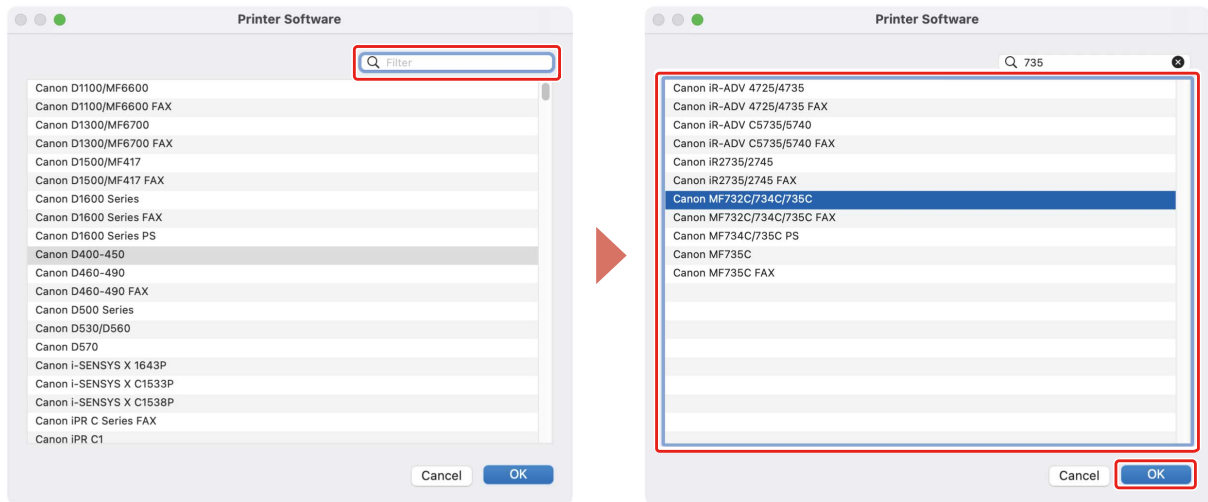 Printer Software
Filter
Canon D1100/MF6600
Canon D1100/MF6600 FAX
Canon D1300/MF6700
Canon D1300/MF6700 FAX
Canon D1500/MF417
Canon D1500/MF417 FAX
Canon D1600 Series
Canon D1600 Series FAX
Canon D1600 Series PS
Canon D400-450
Canon D460-490
Canon D460-490 FAX
Canon D500 Series
Canon D530/D560
Canon D570
Canon i-SENSYS X 1643P
Canon i-SENSYS X C1533P
Canon i-SENSYS X C1538P
Canon iPR C Series FAX
Canon iPR C1
Cancel
OK
Printer Software
735
Canon iR-ADV 4725/4735
Canon iR-ADV 4725/4735 FAX
Canon iR-ADV C5735/5740
Canon iR-ADV C5735/5740 FAX
Canon iR2735/2745
Canon iR2735/2745 FAX
Canon MF732C/734C/735C
Canon MF732C/734C/735C FAX
Canon MF734C/735C PS
Canon MF735C
Canon MF735C FAX
Cancel
OK